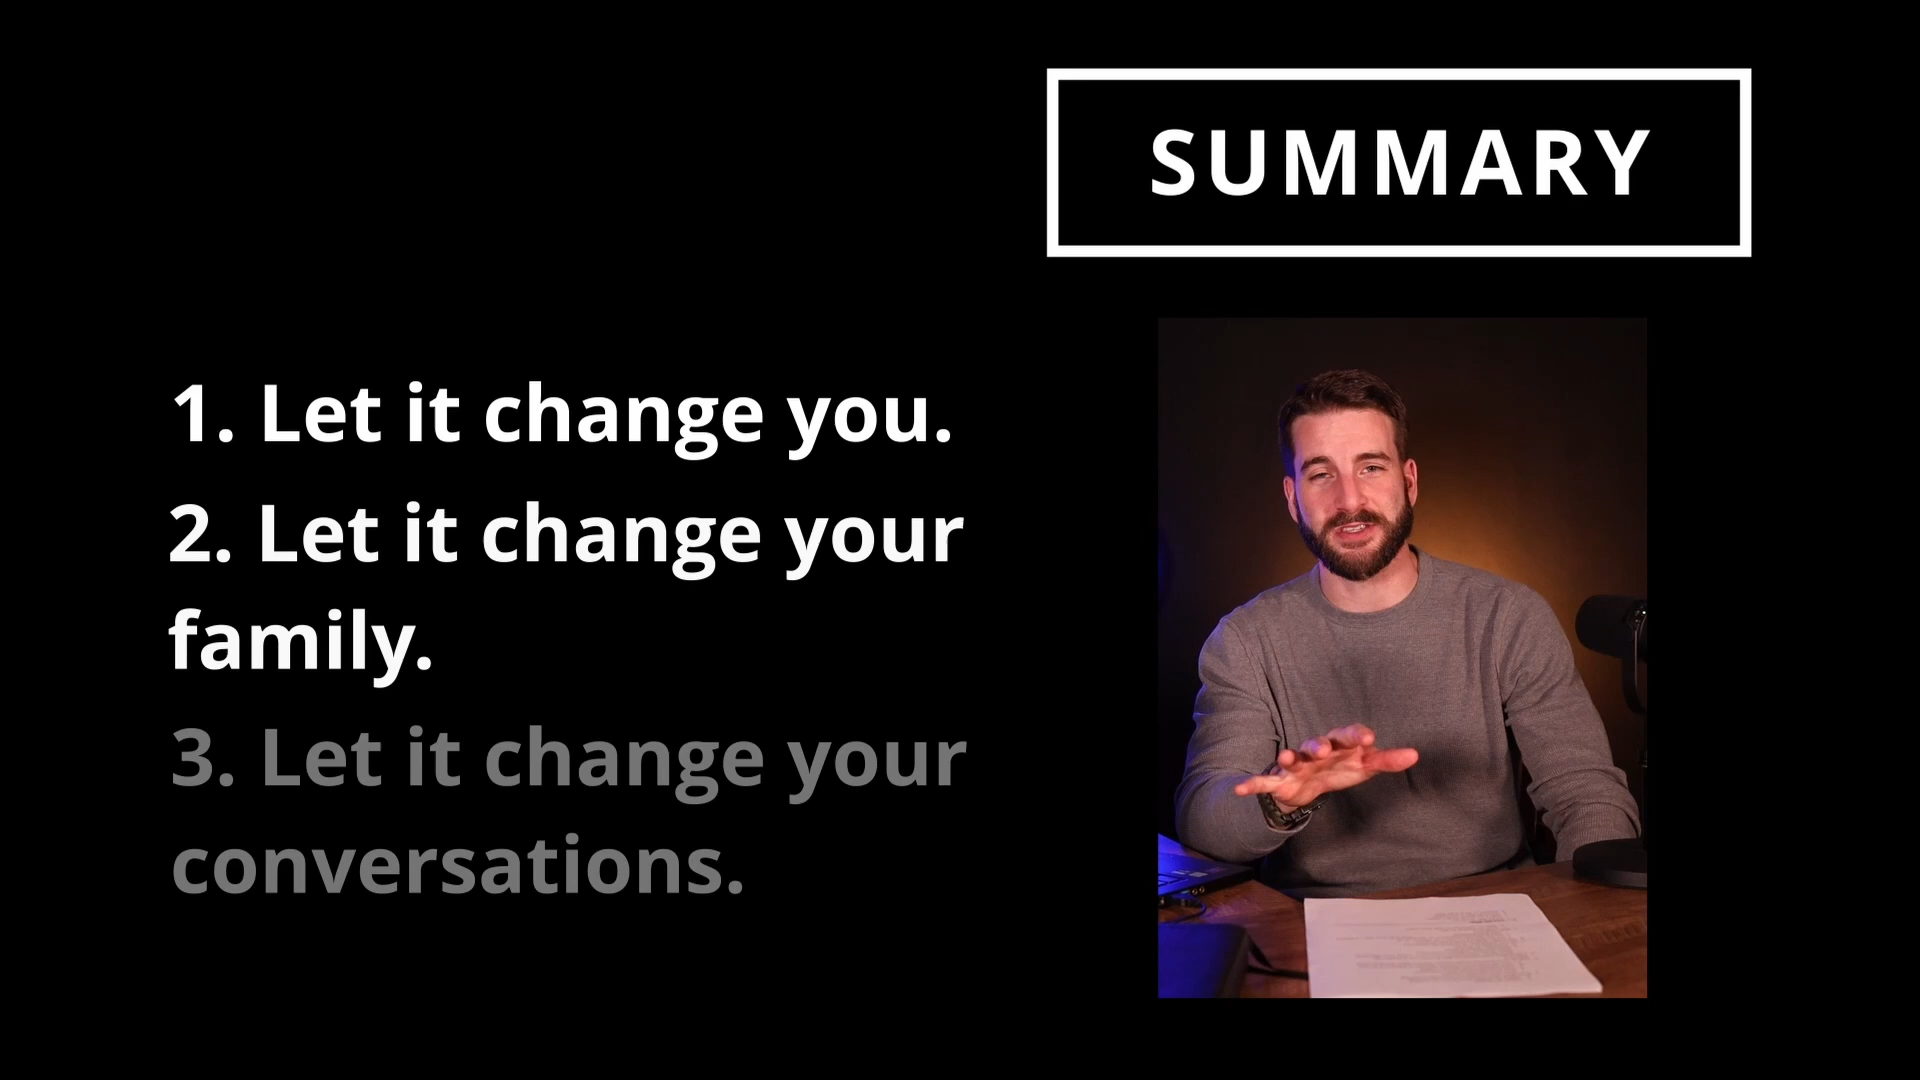 SUMMARY
1. Let it change you.
2. Let it change your
family.
3. Let it change your
conversations.